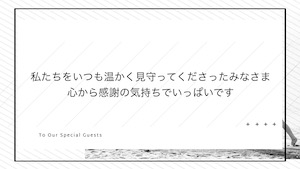 私たちをいつも温かく見守ってくださったみなさま
心から感謝の気持ちでいっぱいです
To Our Special Guests